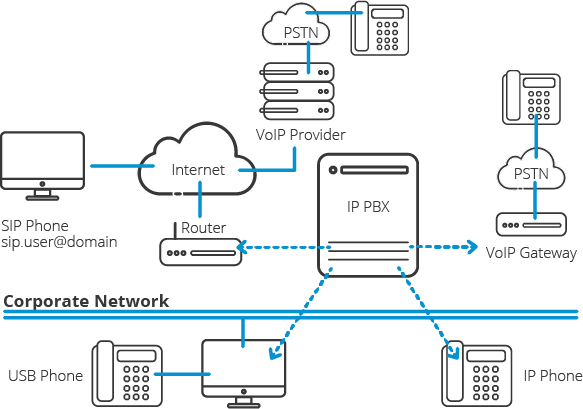 PSTN
VoIP Provider
Internet
IP PBX
PSTN
SIP Phone
sip.user@domain
Router
VoIP Gateway
Corporate Network
USB Phone
IP Phone